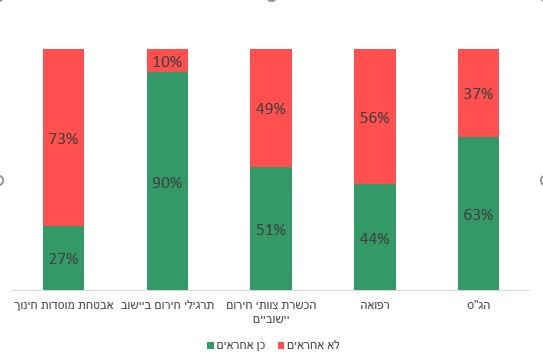 73%
10%
49%
56%
37%
27%
90%
51%
44%
63%
אבטחת מוסדות חינוך
תרגילי חירום ביישוב
הכשרת צוותי חירום
יישוביים
רפואה
הג"ס
כן אחראים
לא אחראים